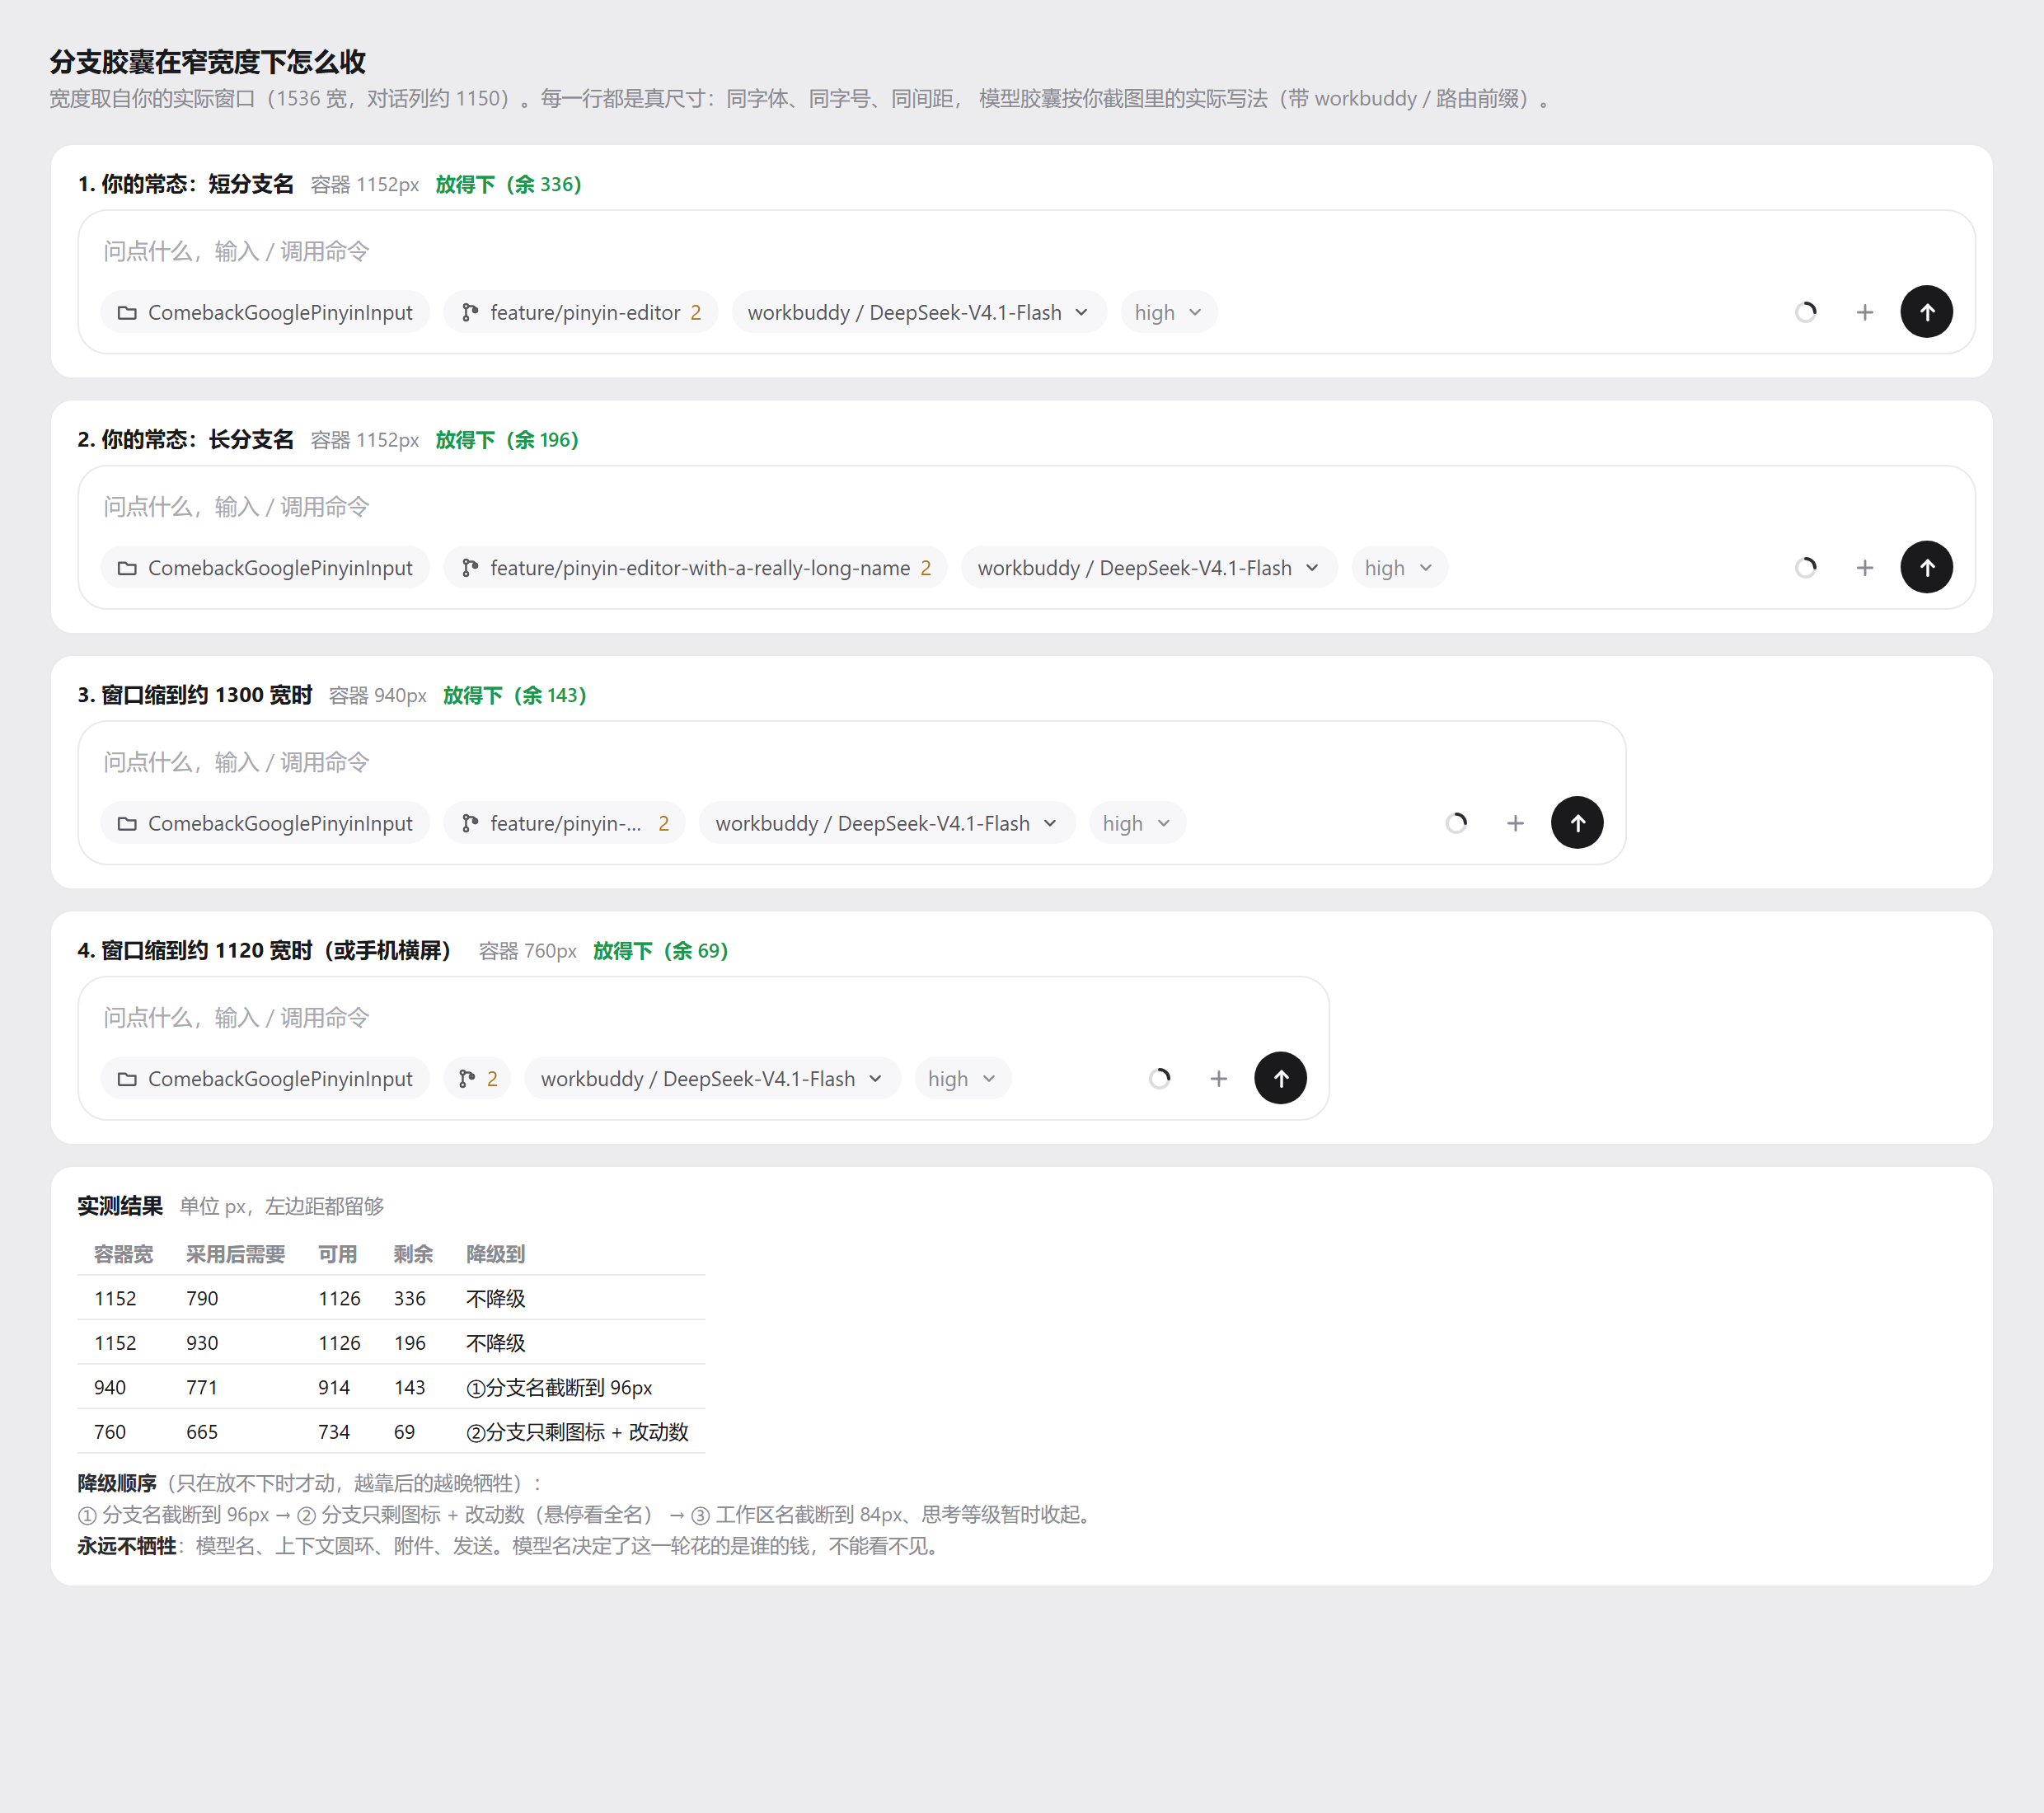 分支胶囊在窄宽度下怎么收
宽度取自你的实际窗口（1536 宽，对话列约 1150）。每一行都是真尺寸：同字体、同字号、同间距， 模型胶囊按你截图里的实际写法（带 workbuddy / 路由前缀）。
1. 你的常态：短分支名 容器 1152px 放得下（余 336）
问点什么，输入 / 调用命令
ComebackGooglePinyinInput feature/pinyin-editor 2 workbuddy / DeepSeek-V4.1-Flash high
2. 你的常态：长分支名 容器 1152px 放得下（余 196）
问点什么，输入 / 调用命令
ComebackGooglePinyinInput feature/pinyin-editor-with-a-really-long-name 2 workbuddy / DeepSeek-V4.1-Flash high
3. 窗口缩到约 1300 宽时 容器 940px 放得下（余 143）
问点什么，输入 / 调用命令
ComebackGooglePinyinInput feature/pinyin-... 2 workbuddy / DeepSeek-V4.1-Flash high
4. 窗口缩到约 1120 宽时（或手机横屏） 容器 760px 放得下（余 69）
问点什么，输入 / 调用命令
ComebackGooglePinyinInput 2 workbuddy / DeepSeek-V4.1-Flash high
实测结果 单位 px，左边距都留够
容器宽 采用后需要 可用 剩余 降级到
1152 790 1126 336 不降级
1152 930 1126 196 不降级
940 771 914 143 ①分支名截断到 96px
760 665 734 69 ②分支只剩图标 + 改动数
降级顺序（只在放不下时才动，越靠后的越晚牺牲）：
① 分支名截断到 96px → ② 分支只剩图标 + 改动数（悬停看全名） → ③ 工作区名截断到 84px、思考等级暂时收起。
永远不牺牲：模型名、上下文圆环、附件、发送。模型名决定了这一轮花的是谁的钱，不能看不见。